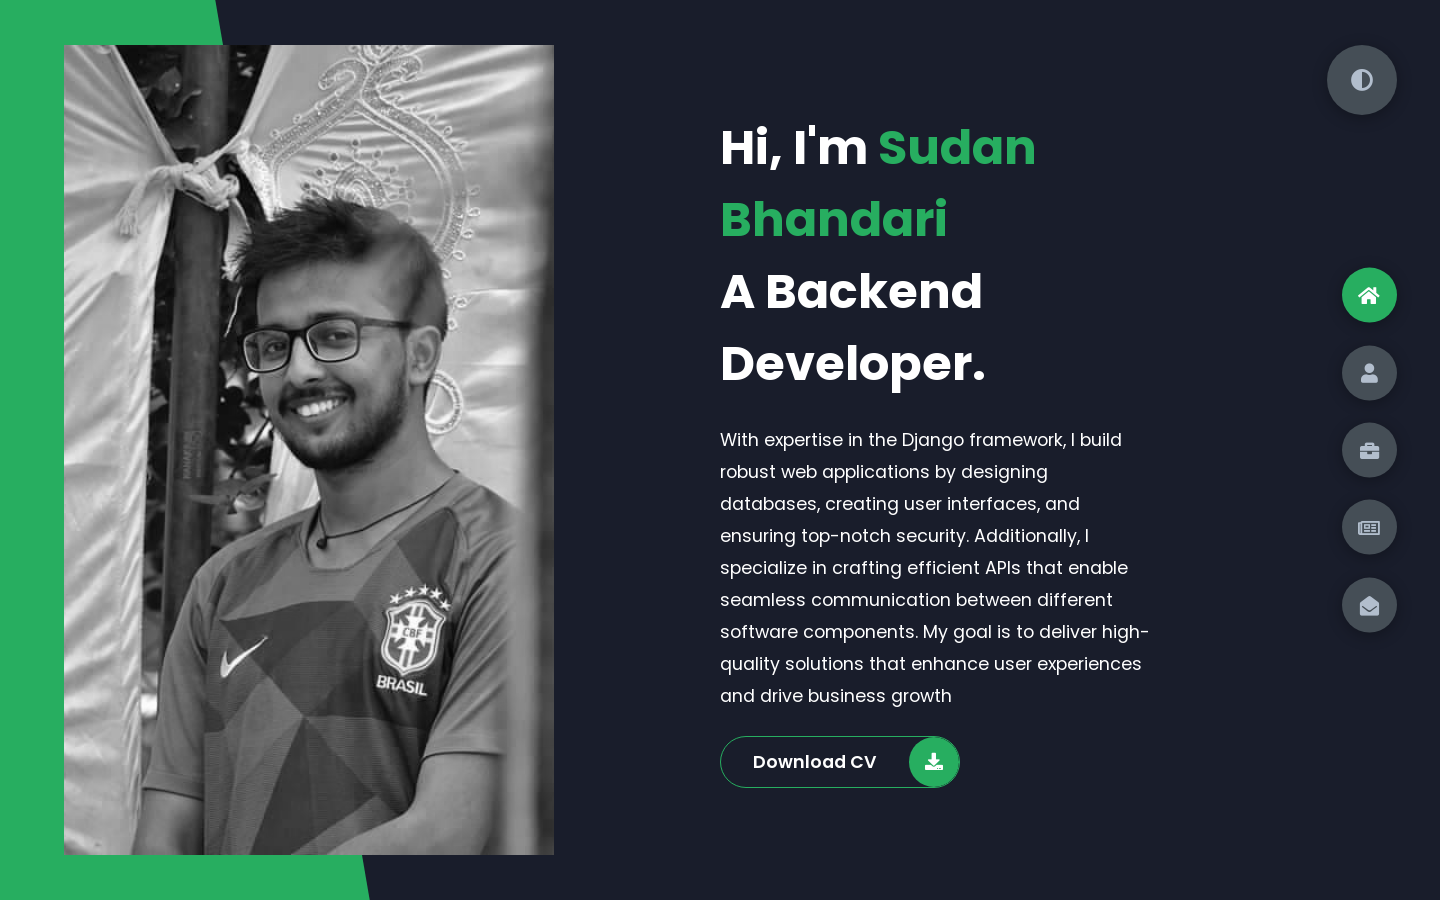 Hi, I'm Sudan
Bhandari
A Backend
Developer.
With expertise in the Django framework, I build
robust web applications by designing
databases, creating user interfaces, and
ensuring top-notch security. Additionally, I
specialize in crafting efficient APIs that enable
seamless communication between different
software components. My goal is to deliver high-
quality solutions that enhance user experiences
and drive business growth
Download CV
CBF
BRASIL